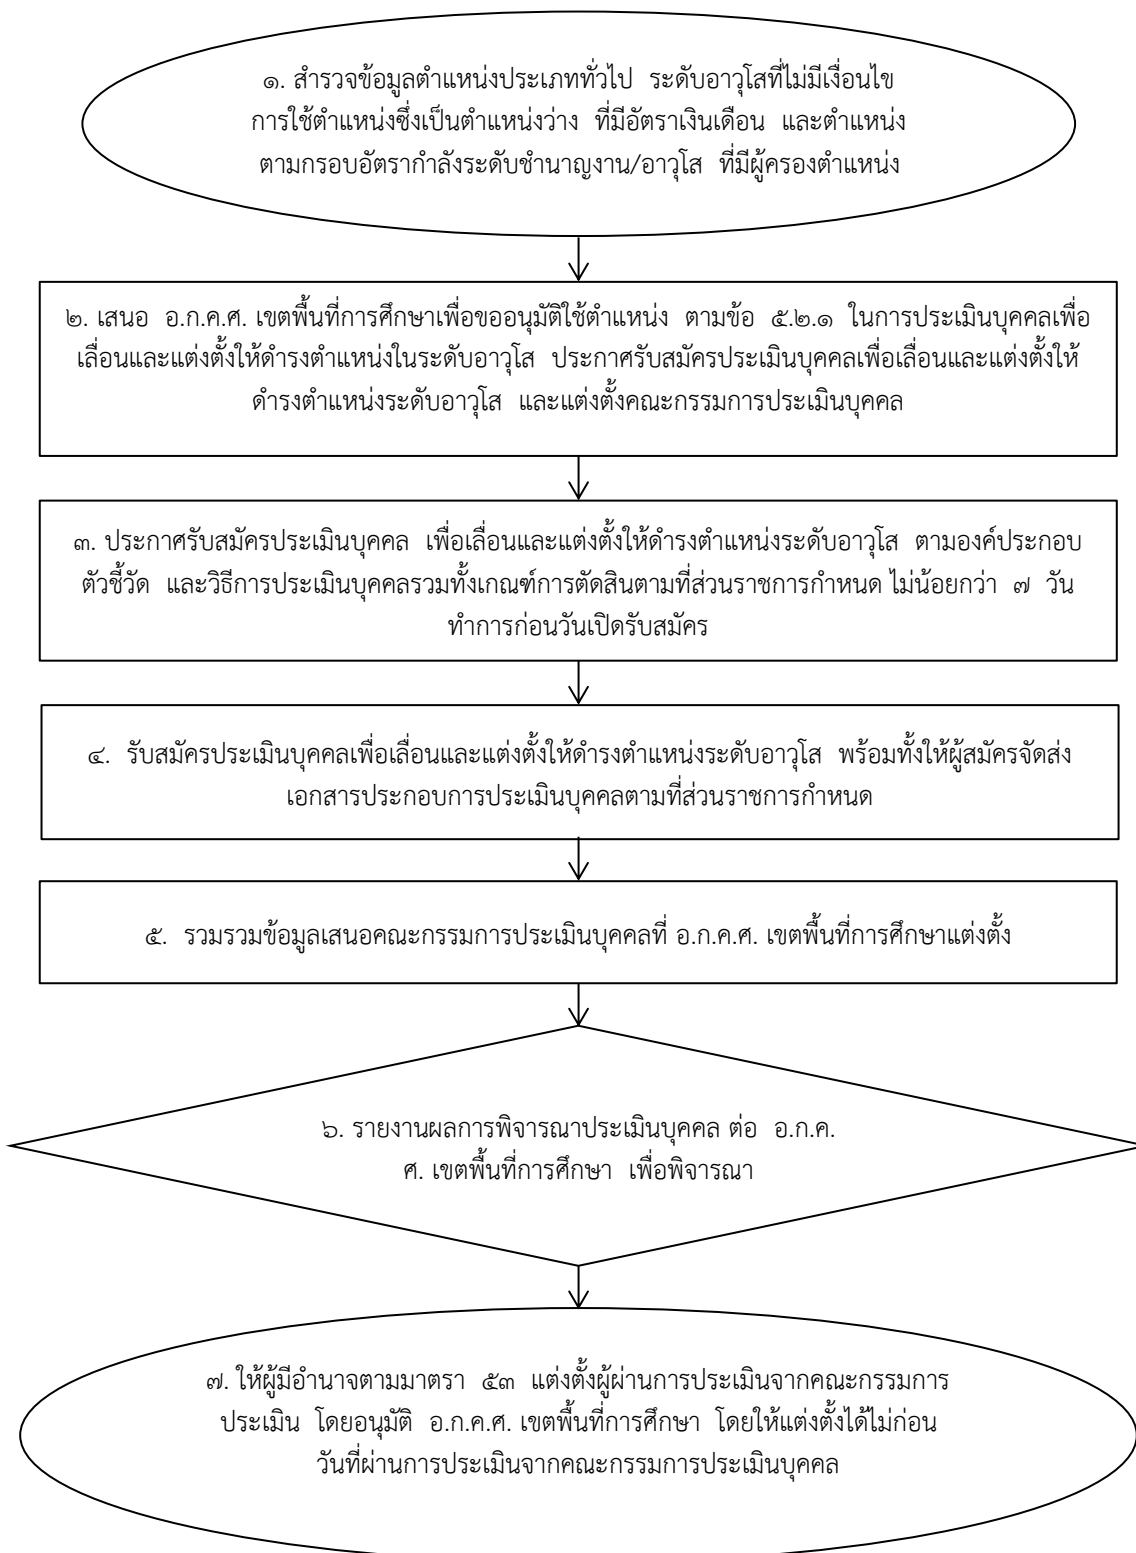 ๑. สำรวจข้อมูลตำแหน่งประเภททั่วไป ระดับอาวุโสที่ไม่มีเงื่อนไข
การใช้ตำแหน่งซึ่งเป็นตำแหน่งว่าง ที่มีอัตราเงินเดือน และตำแหน่ง
ตามกรอบอัตรากำลังระดับชำนาญงาน/อาวุโส ที่มีผู้ครองตำแหน่ง
๒. เสนอ อ.ก.ค.ศ. เขตพื้นที่การศึกษาเพื่อขออนุมัติใช้ตำแหน่ง ตามข้อ ๕.๒.๑ ในการประเมินบุคคลเพื่อ
เลื่อนและแต่งตั้งให้ดำรงตำแหน่งในระดับอาวุโส ประกาศรับสมัครประเมินบุคคลเพื่อเลื่อนและแต่งตั้งให้
ดำรงตำแหน่งระดับอาวุโส และแต่งตั้งคณะกรรมการประเมินบุคคล
๓. ประกาศรับสมัครประเมินบุคคล เพื่อเลื่อนและแต่งตั้งให้ดำรงตำแหน่งระดับอาวุโส ตามองค์ประกอบ
ตัวชี้วัด และวิธีการประเมินบุคคลรวมทั้งเกณฑ์การตัดสินตามที่ส่วนราชการกำหนด ไม่น้อยกว่า ๗ วัน
ทำการก่อนวันเปิดรับสมัคร
๔. รับสมัครประเมินบุคคลเพื่อเลื่อนและแต่งตั้งให้ดำรงตำแหน่งระดับอาวุโส พร้อมทั้งให้ผู้สมัครจัดส่ง
เอกสารประกอบการประเมินบุคคลตามที่ส่วนราชการกำหนด
๕. รวมรวมข้อมูลเสนอคณะกรรมการประเมินบุคคลที่ อ.ก.ค.ศ. เขตพื้นที่การศึกษาแต่งตั้ง
๖. รายงานผลการพิจารณาประเมินบุคคล ต่อ อ.ก.ค.
ศ. เขตพื้นที่การศึกษา เพื่อพิจารณา
๗. ให้ผู้มีอำนาจตามมาตรา ๕๓ แต่งตั้งผู้ผ่านการประเมินจากคณะกรรมการ
ประเมิน โดยอนุมัติ อ.ก.ค.ศ. เขตพื้นที่การศึกษา โดยให้แต่งตั้งได้ไม่ก่อน
วันที่ผ่านการประเมินจากคณะกรรมการประเมินบุคคล